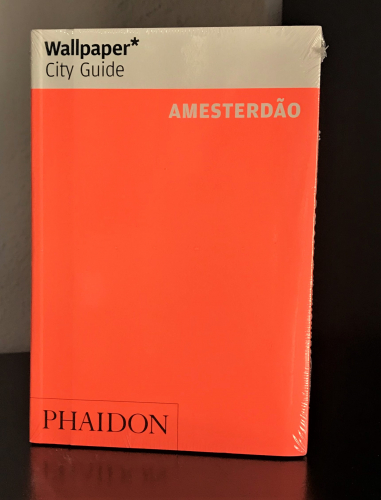 Wallpaper*
City Guide
AMESTERDÃO
PHAIDON